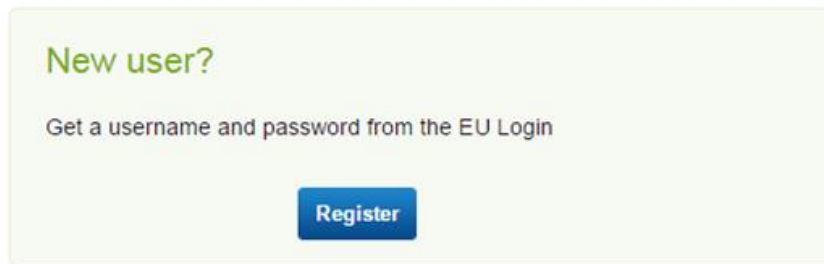 New user?
Get a username and password from the EU Login
Register